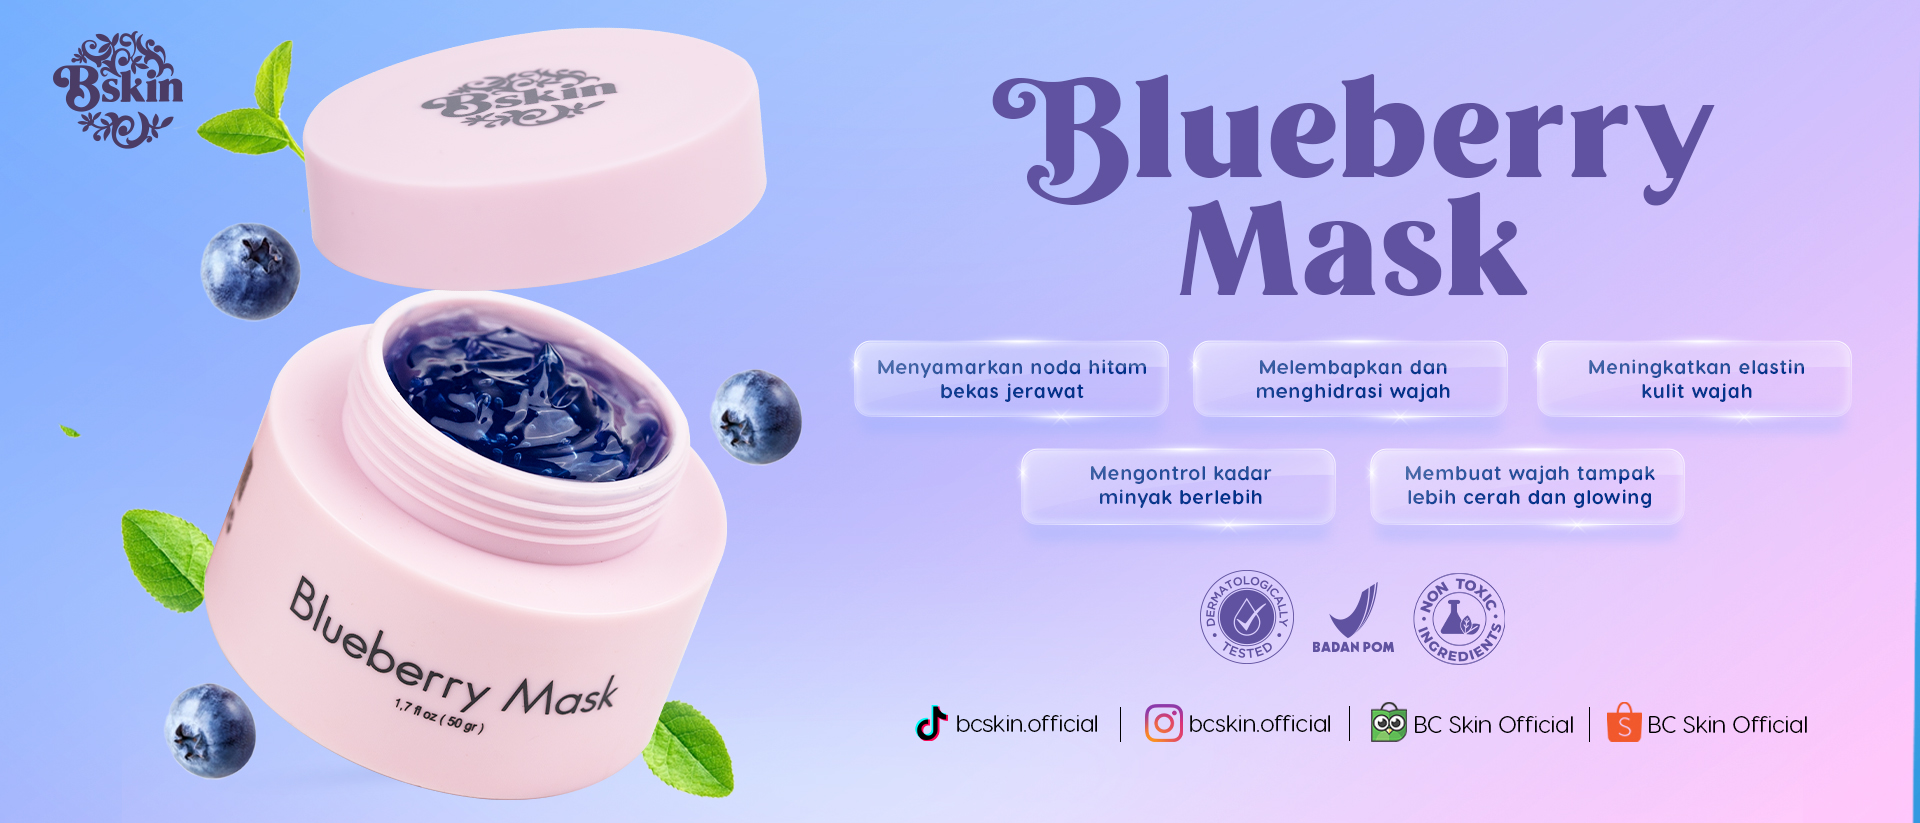 Bskin
Bskin
Blueberry
Mask
Menyamarkan noda hitam
bekas jerawat
Melembapkan dan
menghidrasi wajah
Meningkatkan elastin
kulit wajah
Mengontrol kadar
minyak berlebih
Membuat wajah tampak
lebih cerah dan glowing
Blueberry Mask
1,7 fl oz ( 50 gr )
DERMATOLOGICALLY
TESTED
BADAN POM
NON TOXIC
INGREDIENTS
bcskin.official
bcskin.official
BC Skin Official
BC Skin Official